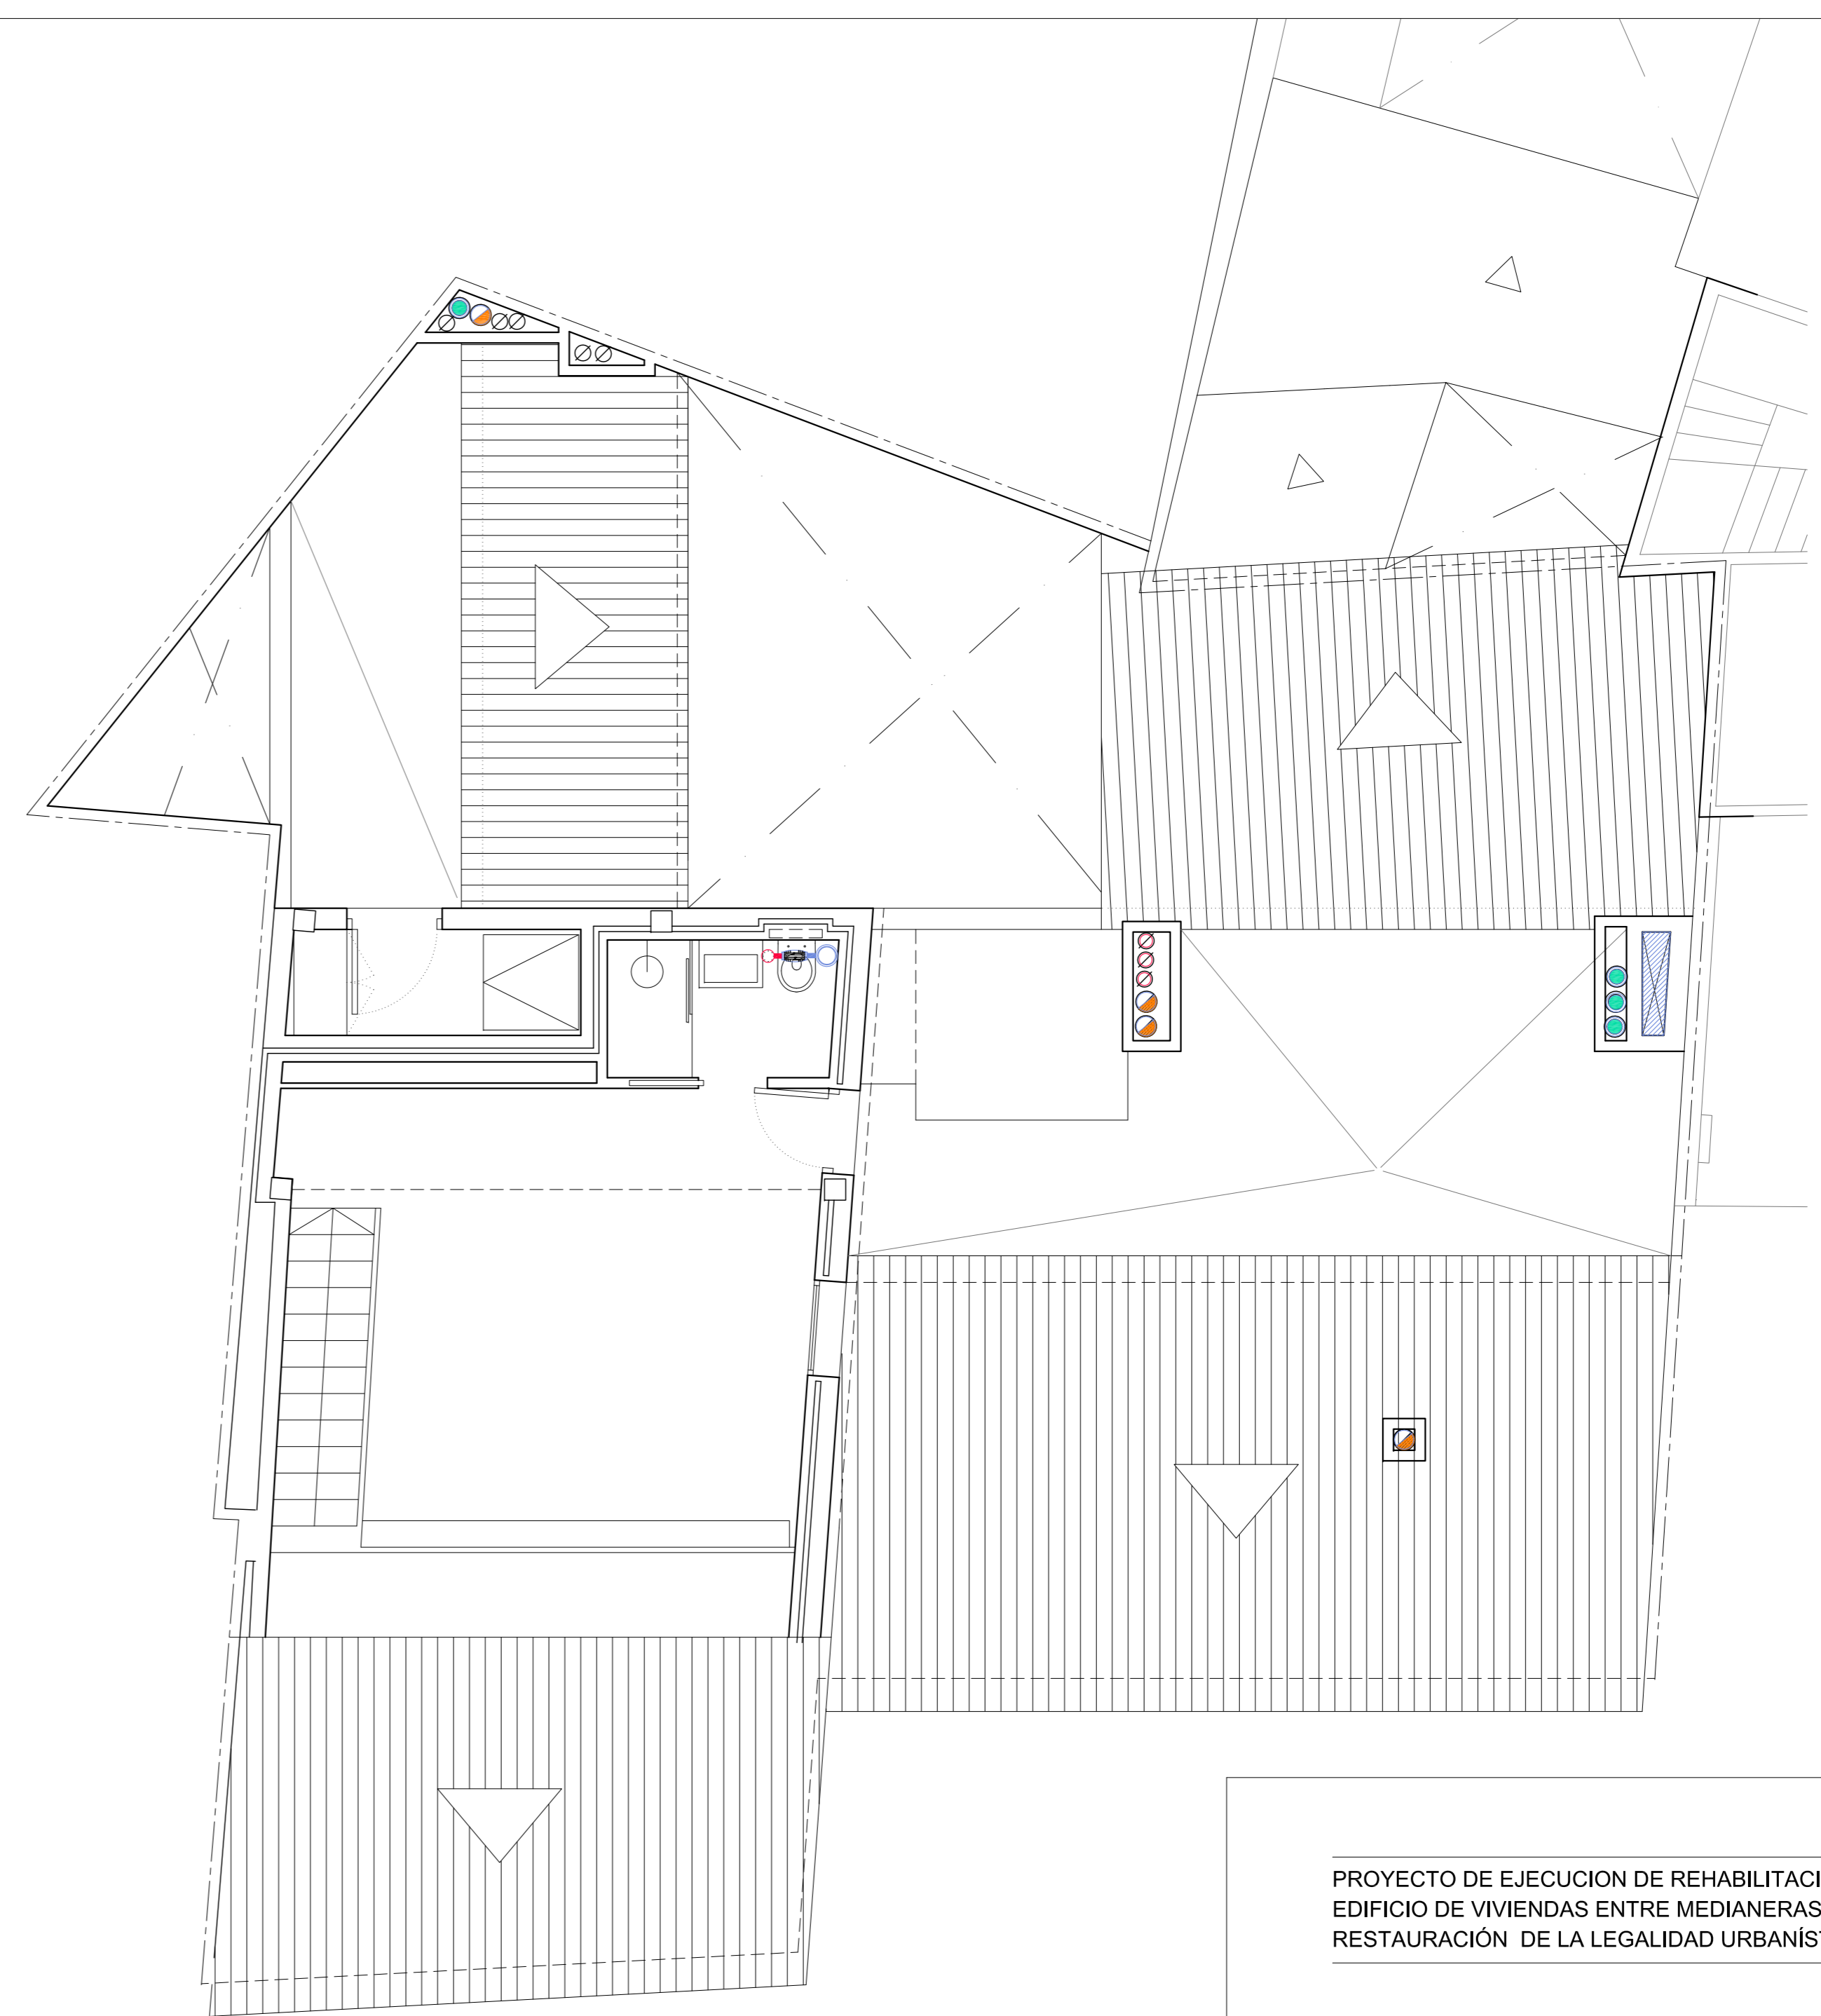 PROYECTO DE EJECUCION DE REHABILITACI
EDIFICIO DE VIVIENDAS ENTRE MEDIANERAS
RESTAURACIÓN DE LA LEGALIDAD URBANÍS